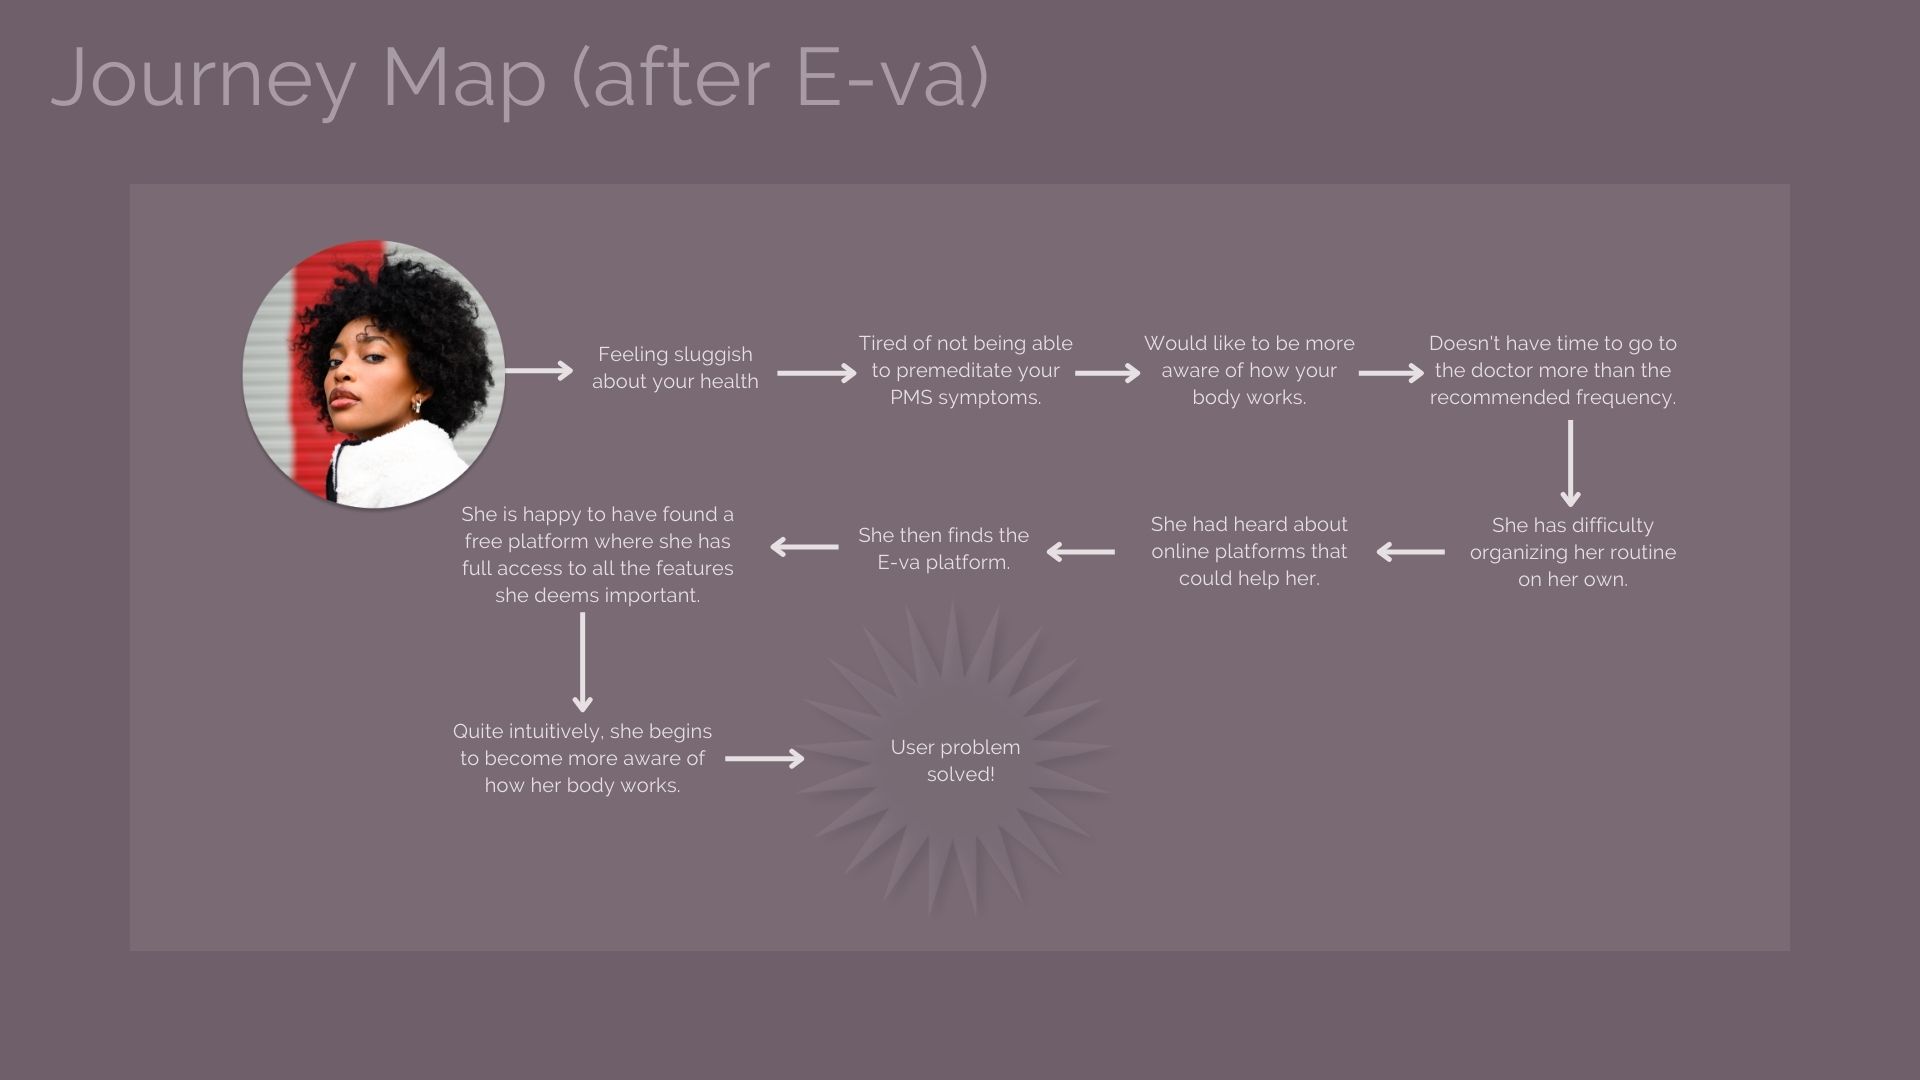 Journey Map (after E-va)
Feeling sluggish
about your health
Tired of not being able
to premeditate your
PMS symptoms.
Would like to be more
aware of how your
body works.
Doesn't have time to go to
the doctor more than the
recommended frequency.
She has difficulty
organizing her routine
on her own.
She had heard about
online platforms that
could help her.
She then finds the
E-va platform.
She is happy to have found a
free platform where she has
full access to all the features
she deems important.
Quite intuitively, she begins
to become more aware of
how her body works.
User problem
solved!